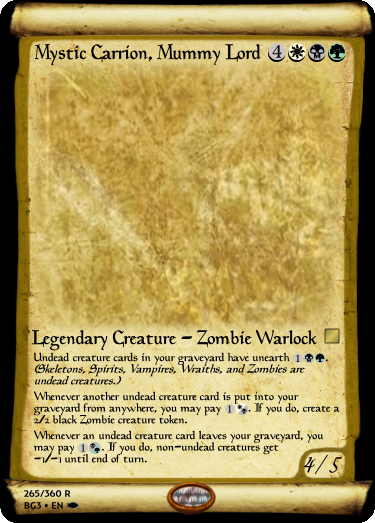 Mystic Carrion, Mummy Lord 4
Legendary Creature – Zombie Warlock
Undead creature cards in your graveyard have unearth 1.
(Skeletons, Spirits, Vampires, Wraiths, and Zombies are
undead creatures.)
Whenever another undead creature card is put into your
graveyard from anywhere, you may pay 1. If you do, create a
2/2 black Zombie creature token.
Whenever an undead creature card leaves your graveyard, you
may pay 1. If you do, non-undead creatures get
-1/-1 until end of turn.
4/5
265/360 R
BG3 • EN